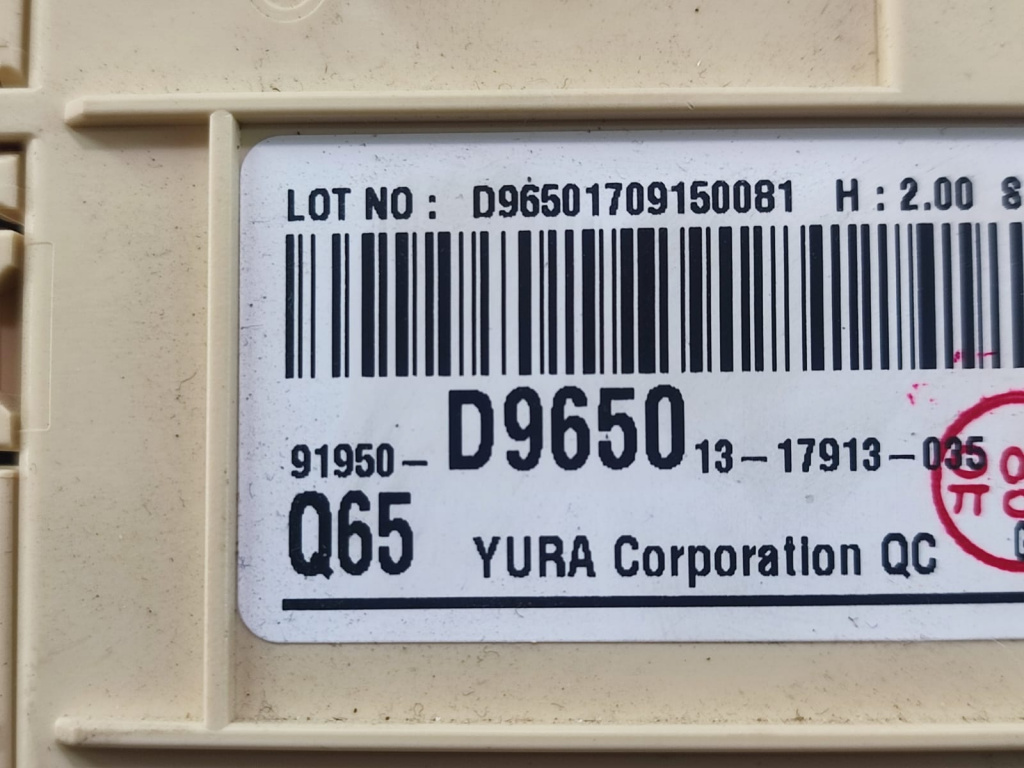 LOT NO : D96501709150081 H : 2.00 S
91950- D9650 13-17913-035
Q65 YURA Corporation QC